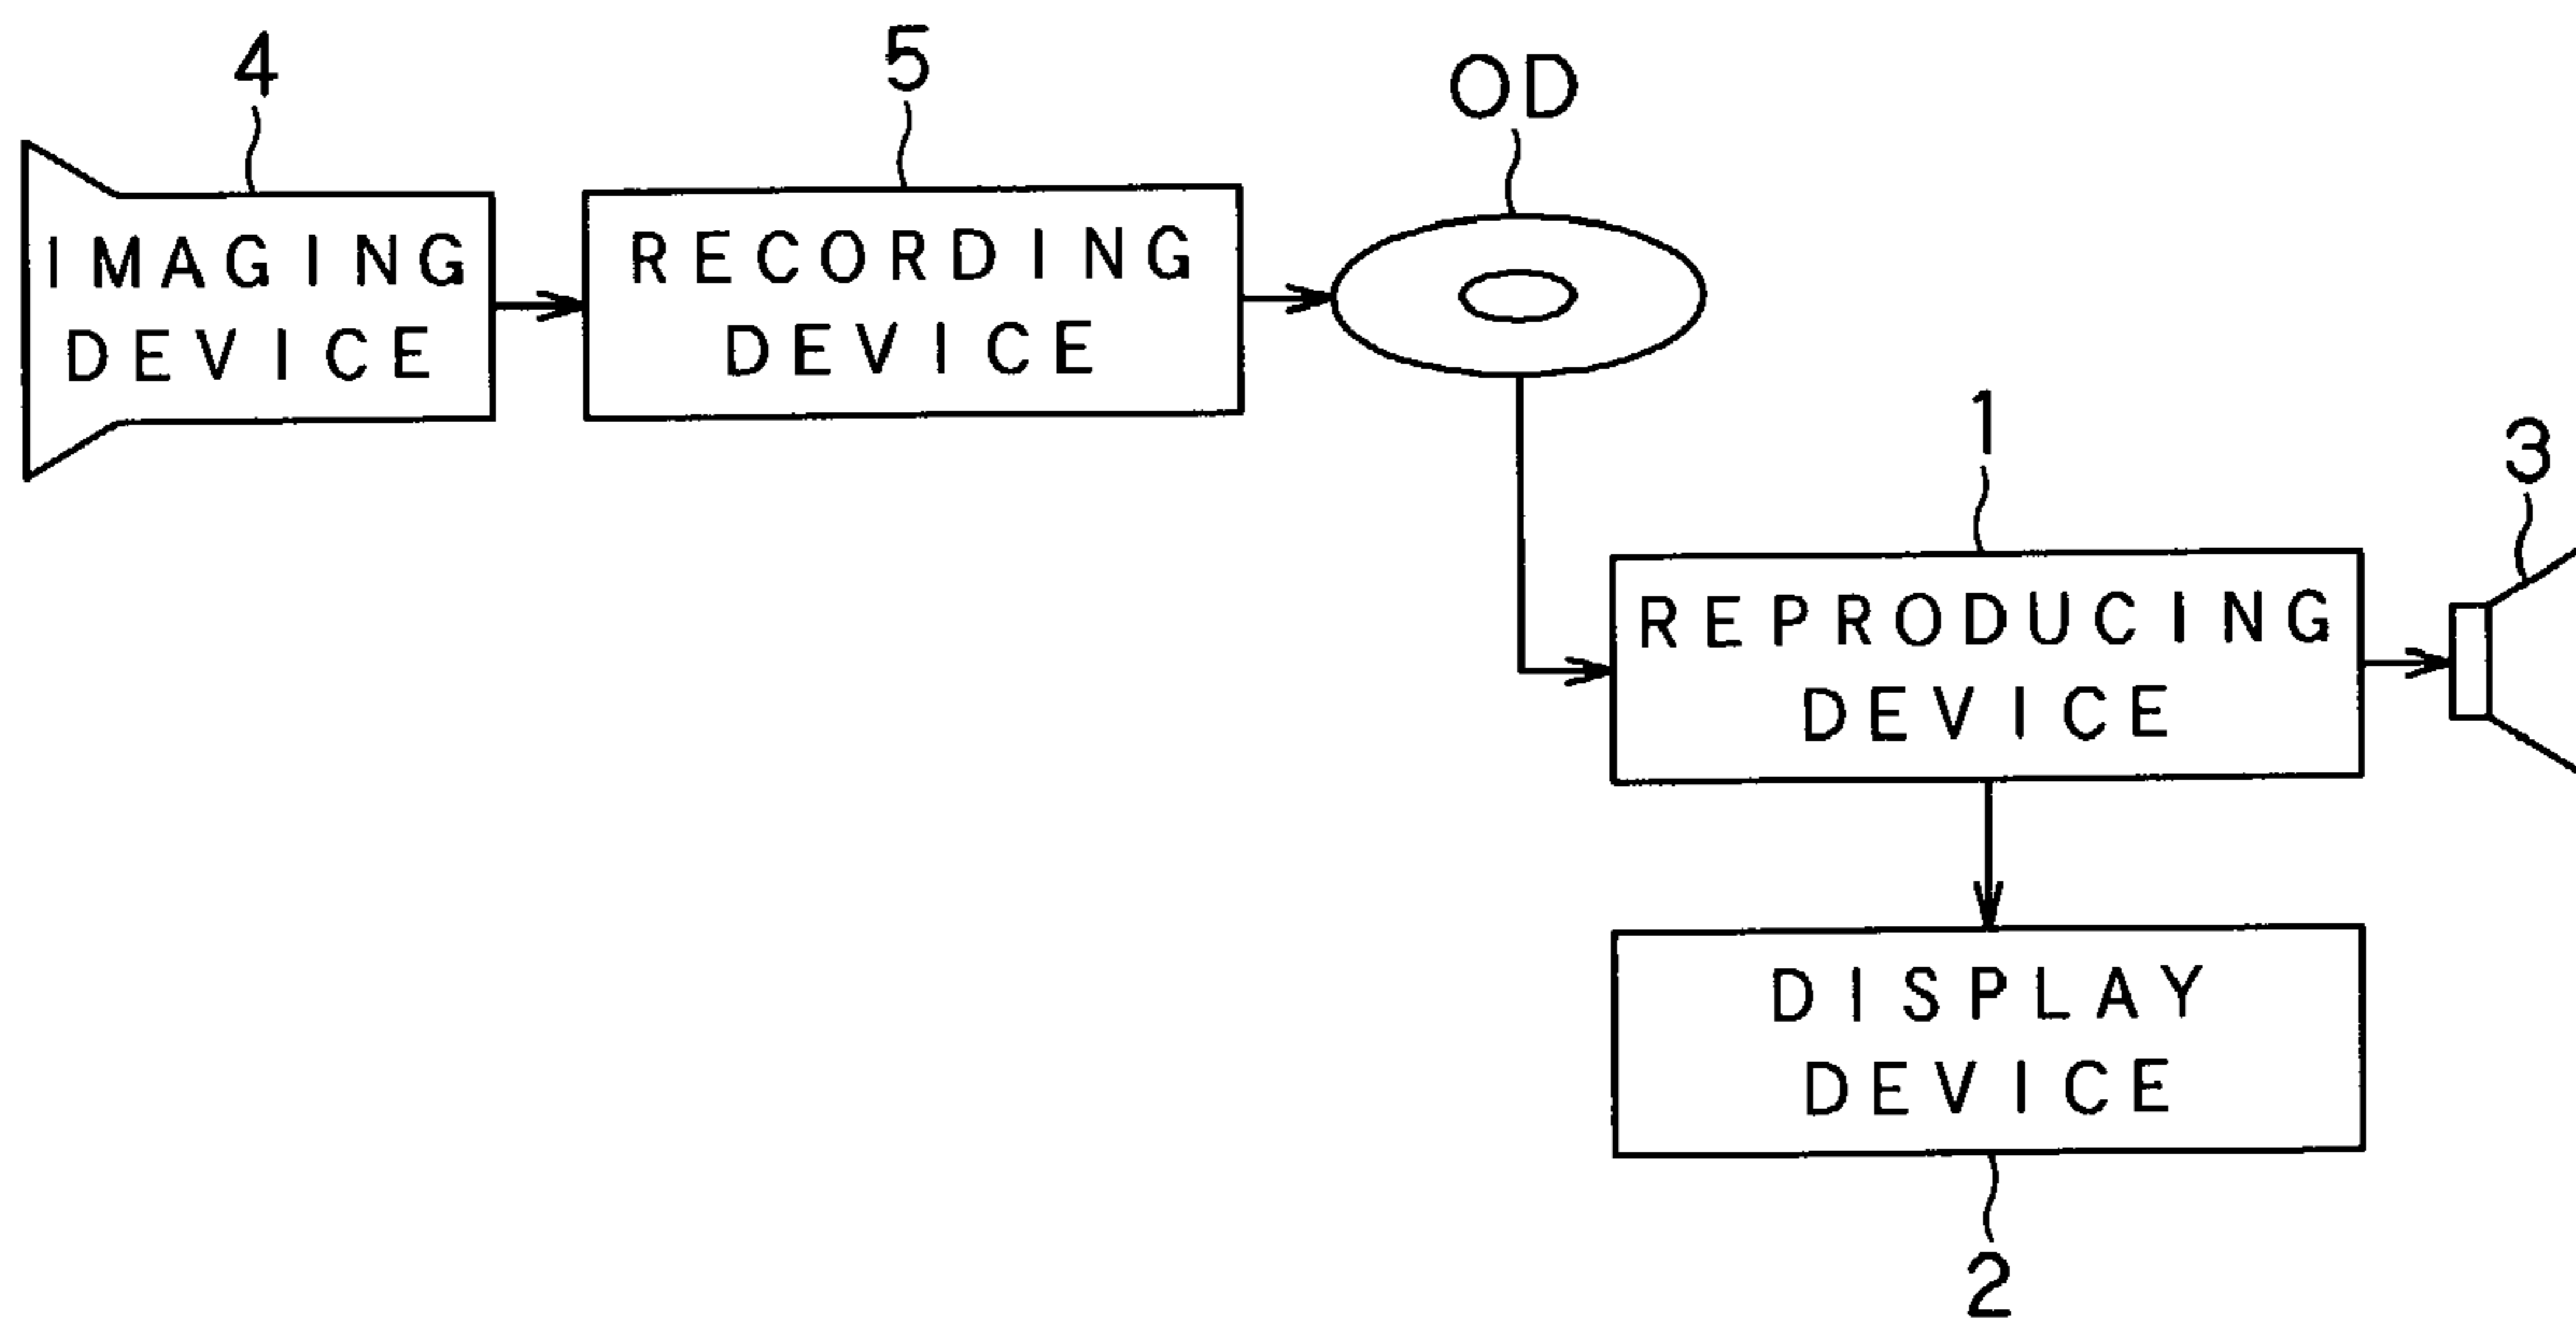 4
5
OD
IMAGING
DEVICE
RECORDING
DEVICE
1
3
REPRODUCING
DEVICE
DISPLAY
DEVICE
2